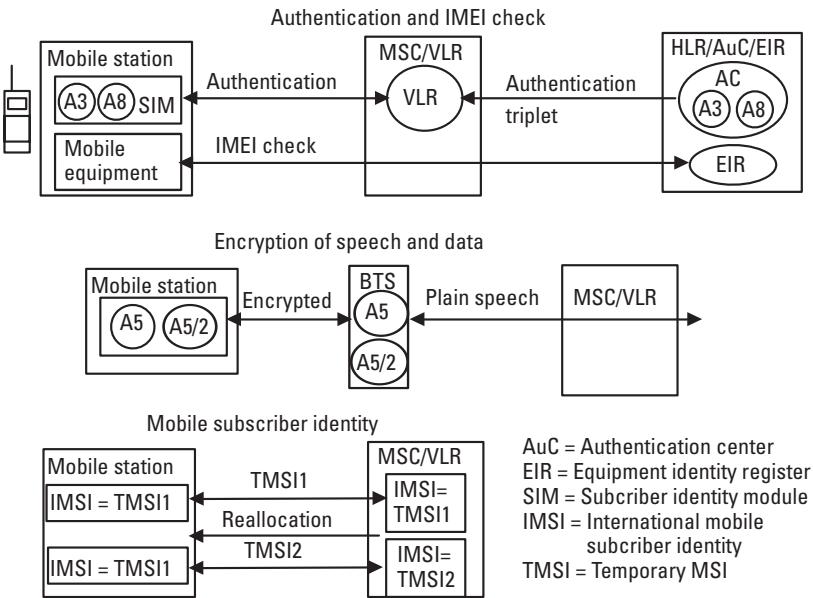 Authentication and IMEI check
Mobile station
A3 A8 SIM
Mobile
equipment
Authentication
IMEI check
MSC/VLR
VLR
Authentication
triplet
HLR/AuC/EIR
AC
A3 A8
EIR
Encryption of speech and data
Mobile station
A5 A5/2
Encrypted
BTS
A5
A5/2
Plain speech
MSC/VLR
Mobile subscriber identity
Mobile station
IMSI = TMSI1
IMSI = TMSI1
TMSI1
Reallocation
TMSI2
MSC/VLR
IMSI=
TMSI1
IMSI=
TMSI2
AuC = Authentication center
EIR = Equipment identity register
SIM = Subcriber identity module
IMSI = International mobile
subcriber identity
TMSI = Temporary MSI